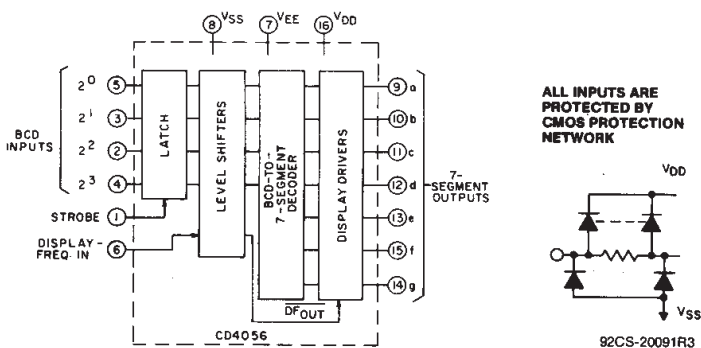 8 VSS
7 VEE
16 VDD
BCD
INPUTS
2⁰ 5
2¹ 3
2² 2
2³ 4
STROBE 1
DISPLAY-
FREQ. IN 6
LATCH
LEVEL SHIFTERS
BCD-TO-
7-SEGMENT
DECODER
DISPLAY DRIVERS
9 a
10 b
11 c
12 d
13 e
15 f
14 g
7-
SEGMENT
OUTPUTS
DFOUT
CD4056
ALL INPUTS ARE
PROTECTED BY
CMOS PROTECTION
NETWORK
VDD
VSS
92CS-20091R3